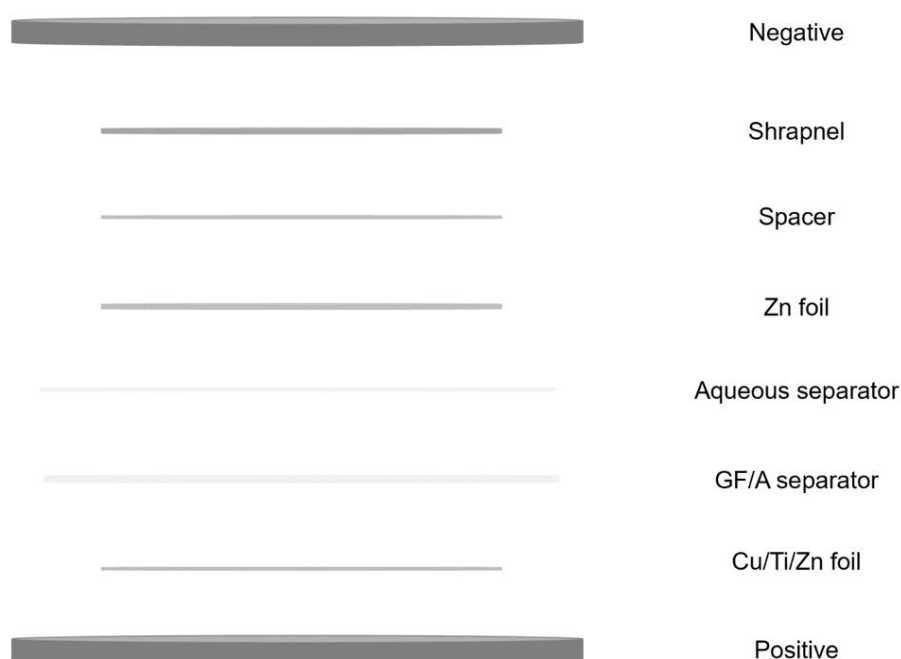 Negative
Shrapnel
Spacer
Zn foil
Aqueous separator
GF/A separator
Cu/Ti/Zn foil
Positive